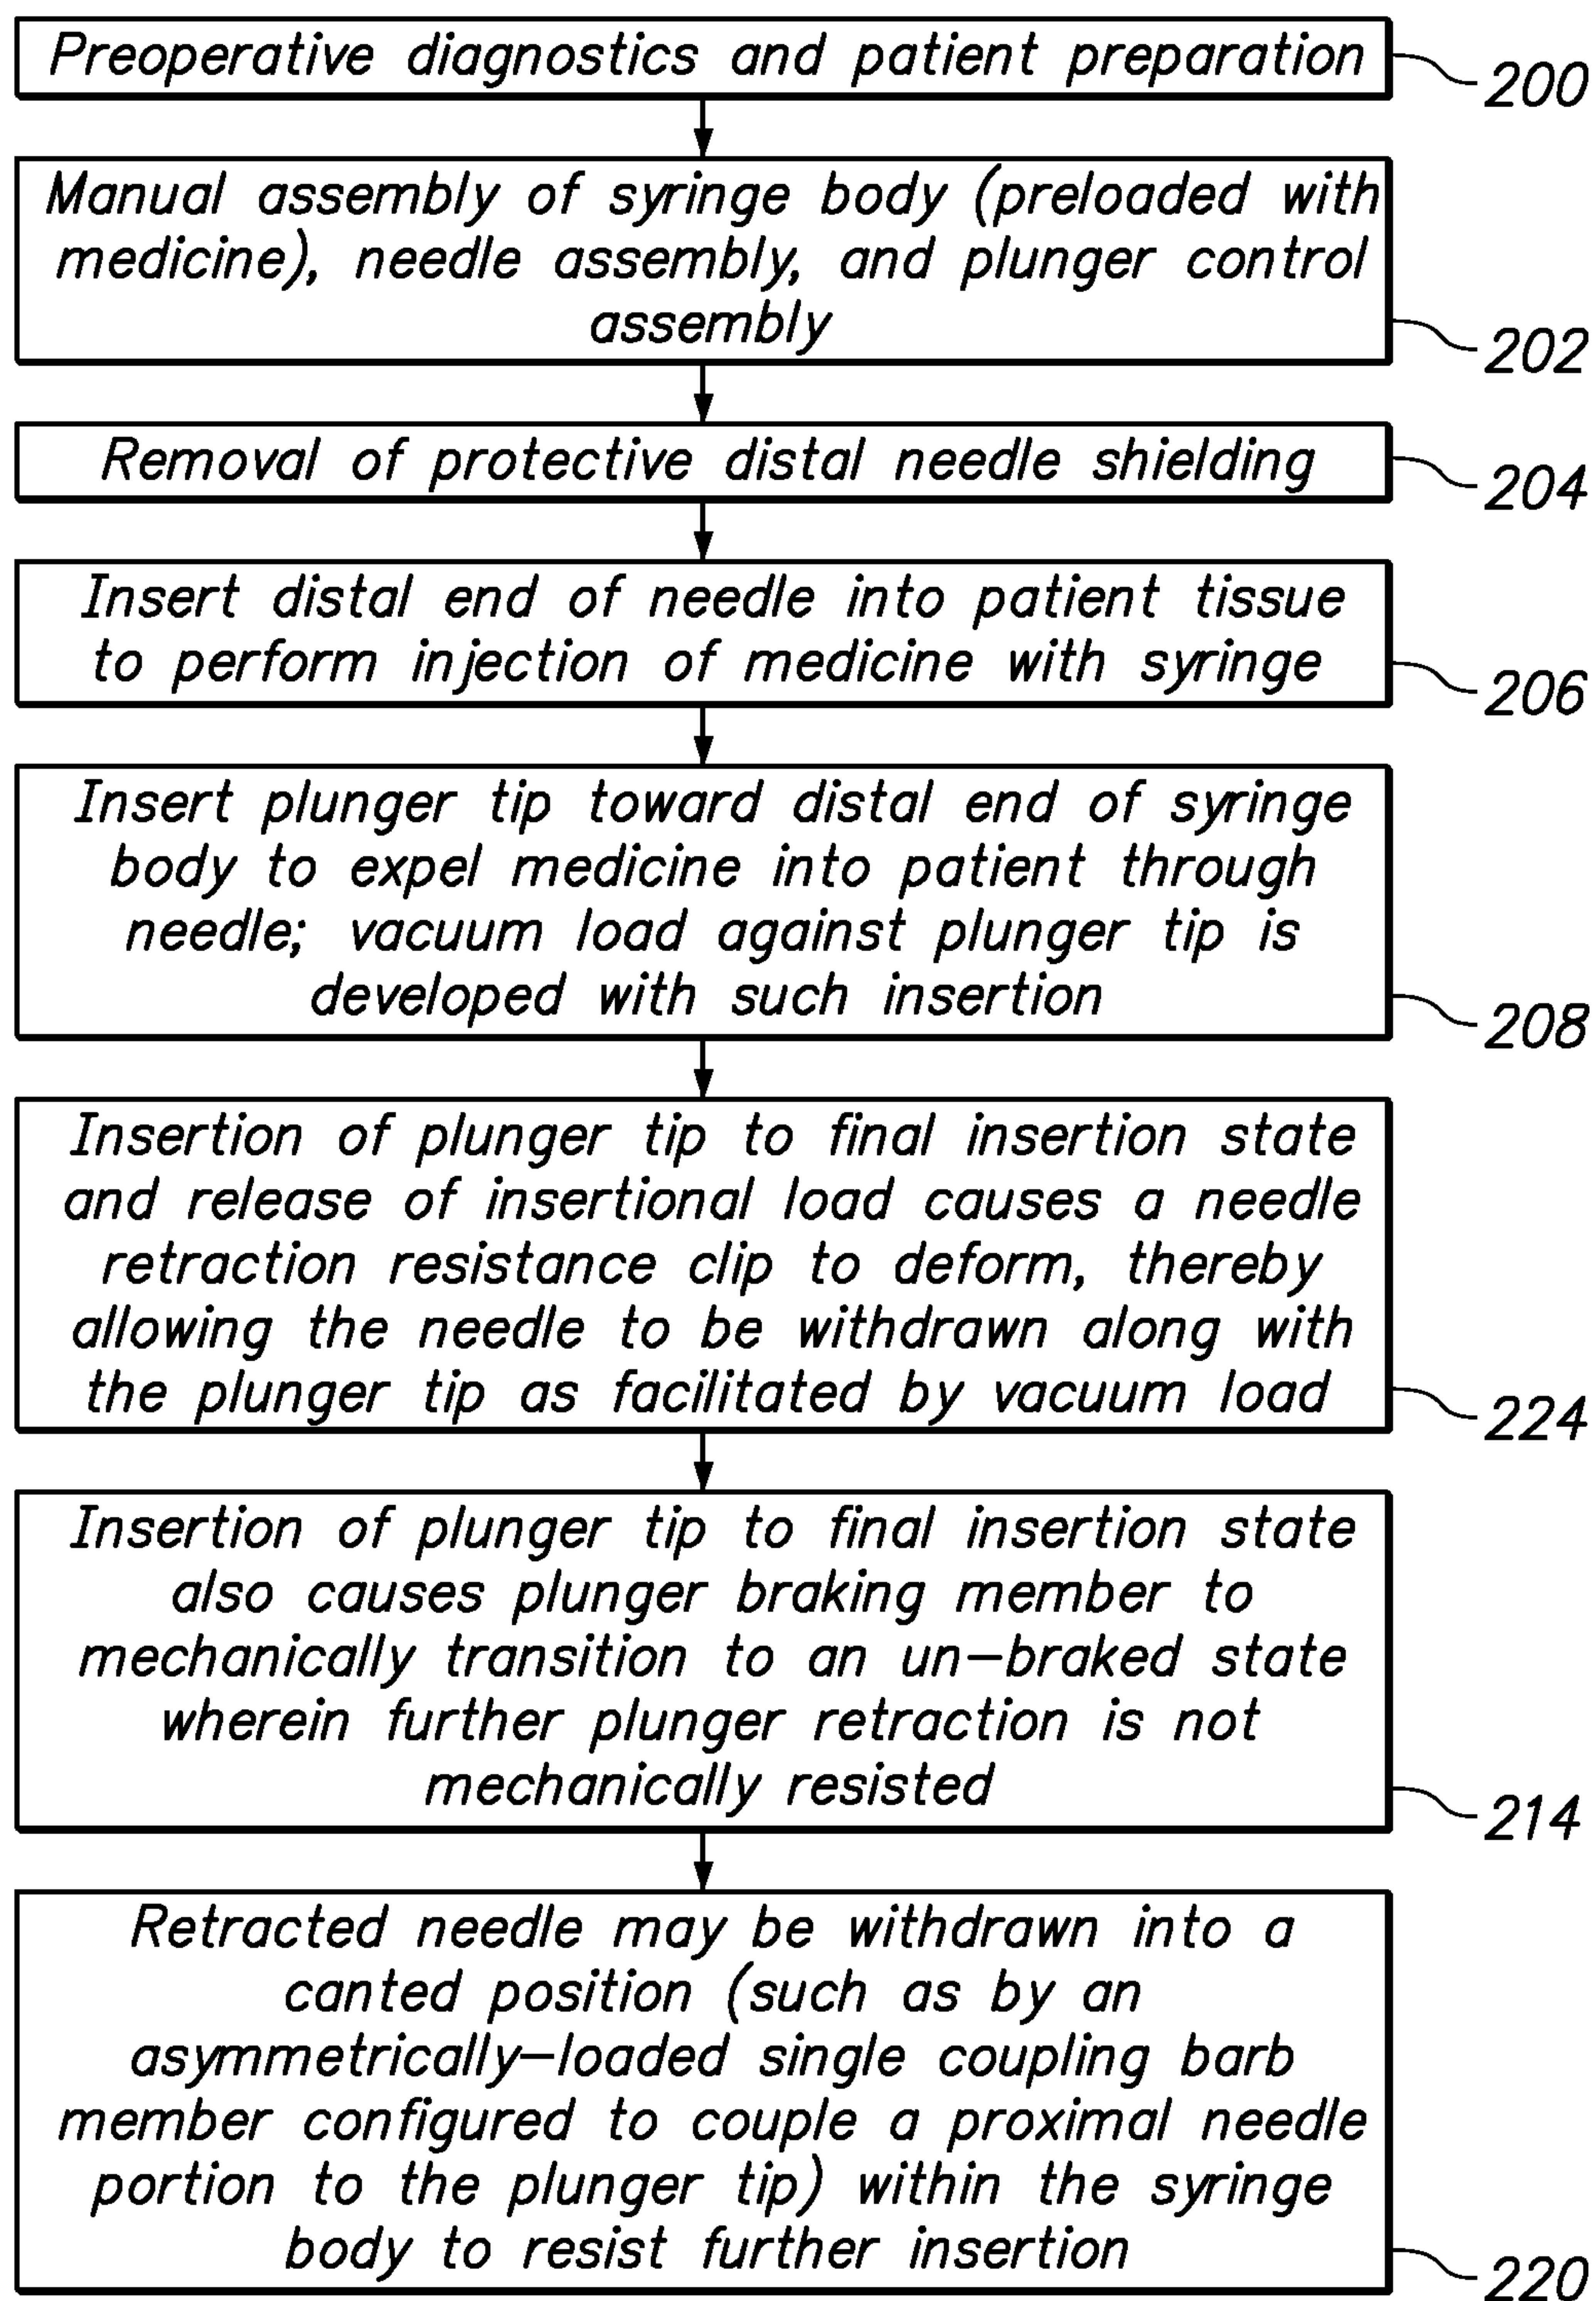 Preoperative diagnostics and patient preparation
200
Manual assembly of syringe body (preloaded with
medicine), needle assembly, and plunger control
assembly
202
Removal of protective distal needle shielding
204
Insert distal end of needle into patient tissue
to perform injection of medicine with syringe
206
Insert plunger tip toward distal end of syringe
body to expel medicine into patient through
needle; vacuum load against plunger tip is
developed with such insertion
208
Insertion of plunger tip to final insertion state
and release of insertional load causes a needle
retraction resistance clip to deform, thereby
allowing the needle to be withdrawn along with
the plunger tip as facilitated by vacuum load
224
Insertion of plunger tip to final insertion state
also causes plunger braking member to
mechanically transition to an un-braked state
wherein further plunger retraction is not
mechanically resisted
214
Retracted needle may be withdrawn into a
canted position (such as by an
asymmetrically-loaded single coupling barb
member configured to couple a proximal needle
portion to the plunger tip) within the syringe
body to resist further insertion
220